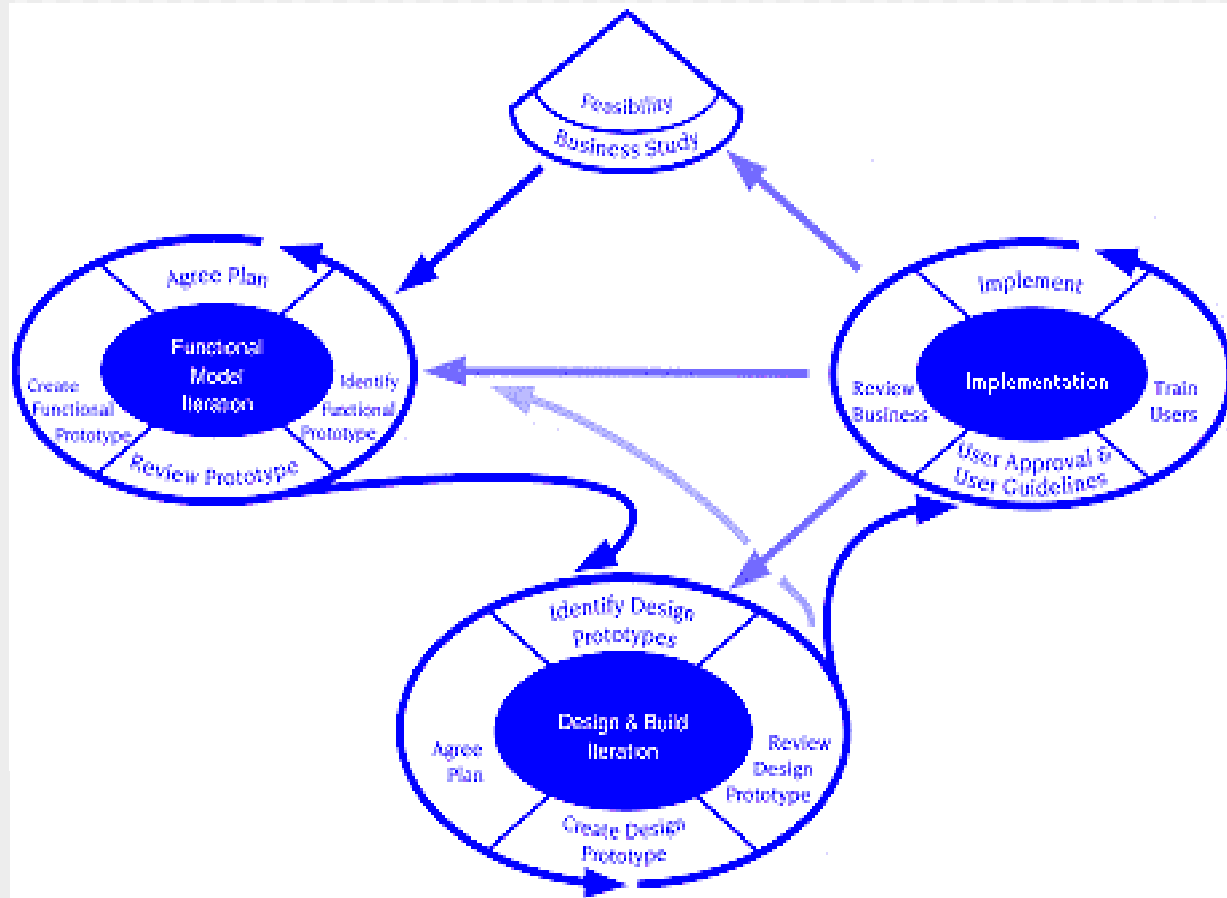 Feasibility
Business Study
Agree Plan
Functional
Model
Iteration
Create
Functional
Prototype
Identify
Functional
Prototype
Review Prototype
Implement
Implementation
Review
Business
Train
Users
User Approval &
User Guidelines
Identify Design
Prototypes
Design & Build
Iteration
Agree
Plan
Review
Design
Prototype
Create Design
Prototype